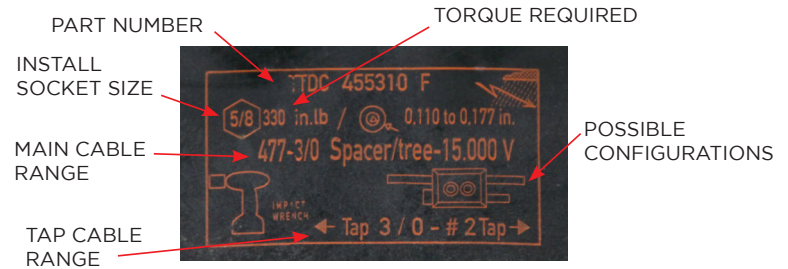 PART NUMBER
TORQUE REQUIRED
INSTALL
SOCKET SIZE
TTDC 455310 F
5/8 330 in.lb / 0,110 to 0,177 in.
MAIN CABLE
RANGE
477-3/0 Spacer/tree-15.000 V
POSSIBLE
CONFIGURATIONS
IMPACT
WRENCH
TAP CABLE
RANGE
← Tap 3 / 0 - # 2 Tap →